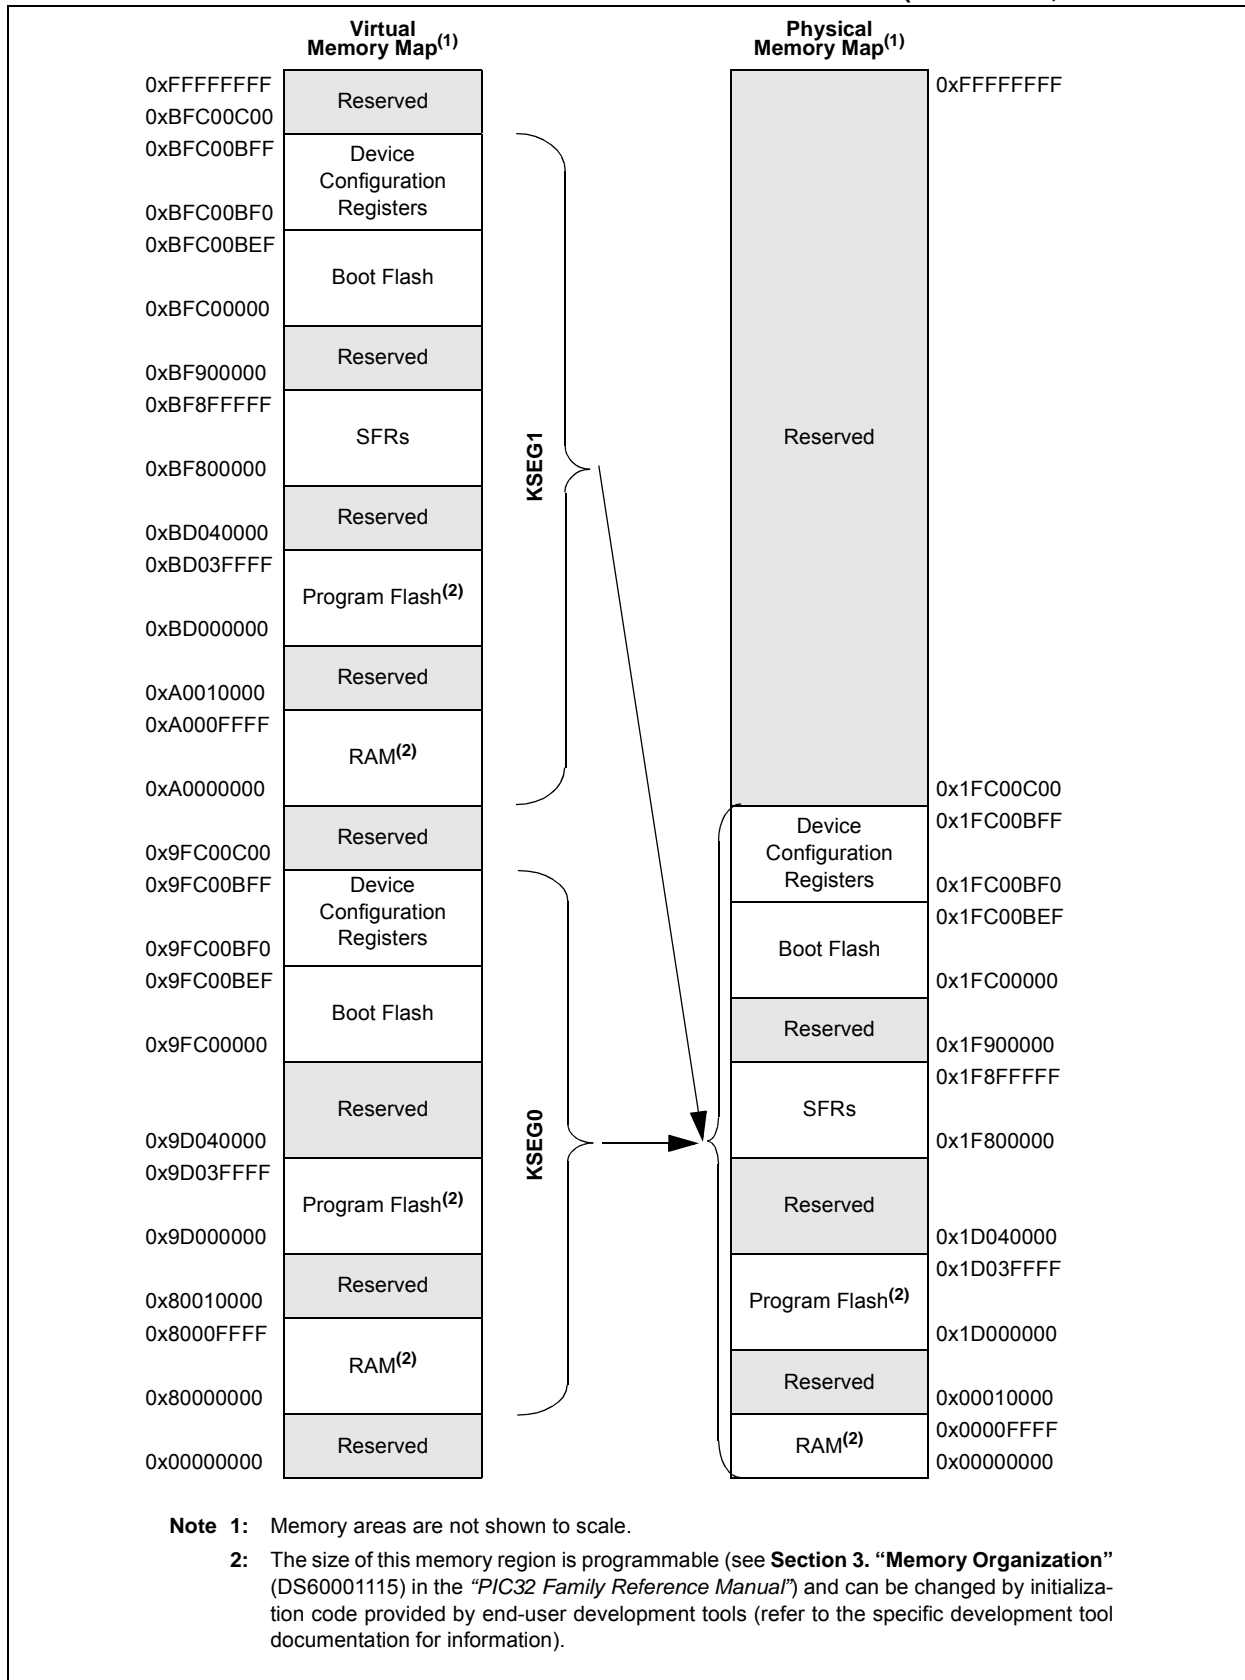 Virtual
Memory Map(1)
0xFFFFFFFF
Reserved
0xBFC00C00
0xBFC00BFF
Device
Configuration
Registers
0xBFC00BF0
0xBFC00BEF
Boot Flash
0xBFC00000
Reserved
0xBF900000
0xBF8FFFFF
SFRs
0xBF800000
Reserved
0xBD040000
0xBD03FFFF
Program Flash(2)
0xBD000000
Reserved
0xA0010000
0xA000FFFF
RAM(2)
0xA0000000
Reserved
0x9FC00C00
0x9FC00BFF
Device
Configuration
Registers
0x9FC00BF0
0x9FC00BEF
Boot Flash
0x9FC00000
Reserved
0x9D040000
0x9D03FFFF
Program Flash(2)
0x9D000000
Reserved
0x80010000
0x8000FFFF
RAM(2)
0x80000000
Reserved
0x00000000
KSEG1
KSEG0
Physical
Memory Map(1)
0xFFFFFFFF
Reserved
0x1FC00C00
0x1FC00BFF
Device
Configuration
Registers
0x1FC00BF0
0x1FC00BEF
Boot Flash
0x1FC00000
Reserved
0x1F900000
0x1F8FFFFF
SFRs
0x1F800000
Reserved
0x1D040000
0x1D03FFFF
Program Flash(2)
0x1D000000
Reserved
0x00010000
0x0000FFFF
RAM(2)
0x00000000
Note 1: Memory areas are not shown to scale.
2: The size of this memory region is programmable (see Section 3. “Memory Organization”
(DS60001115) in the “PIC32 Family Reference Manual”) and can be changed by initializa-
tion code provided by end-user development tools (refer to the specific development tool
documentation for information).